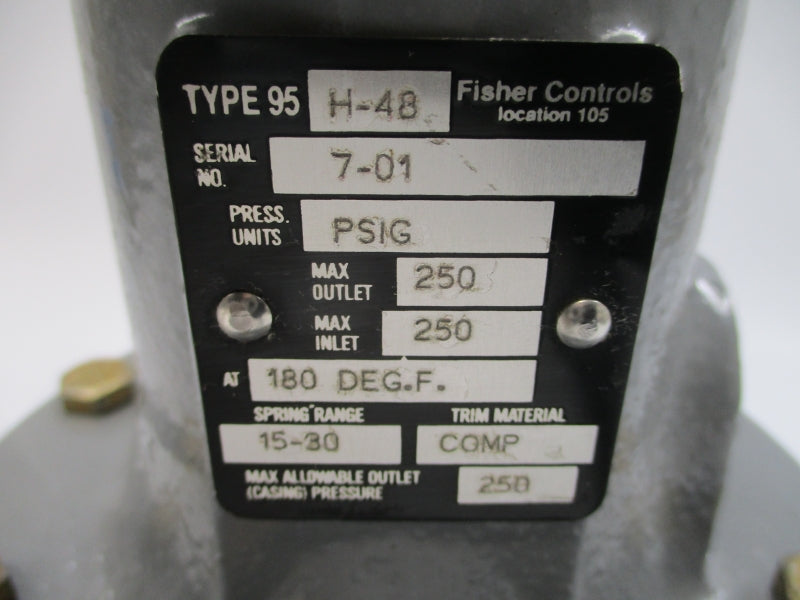 TYPE 95 H-48 Fisher Controls
location 105
SERIAL NO. 7-01
PRESS. UNITS PSIG
MAX OUTLET 250
MAX INLET 250
AT 180 DEG.F.
SPRING RANGE TRIM MATERIAL
15-30 COMP
MAX ALLOWABLE OUTLET
(CASING) PRESSURE 250